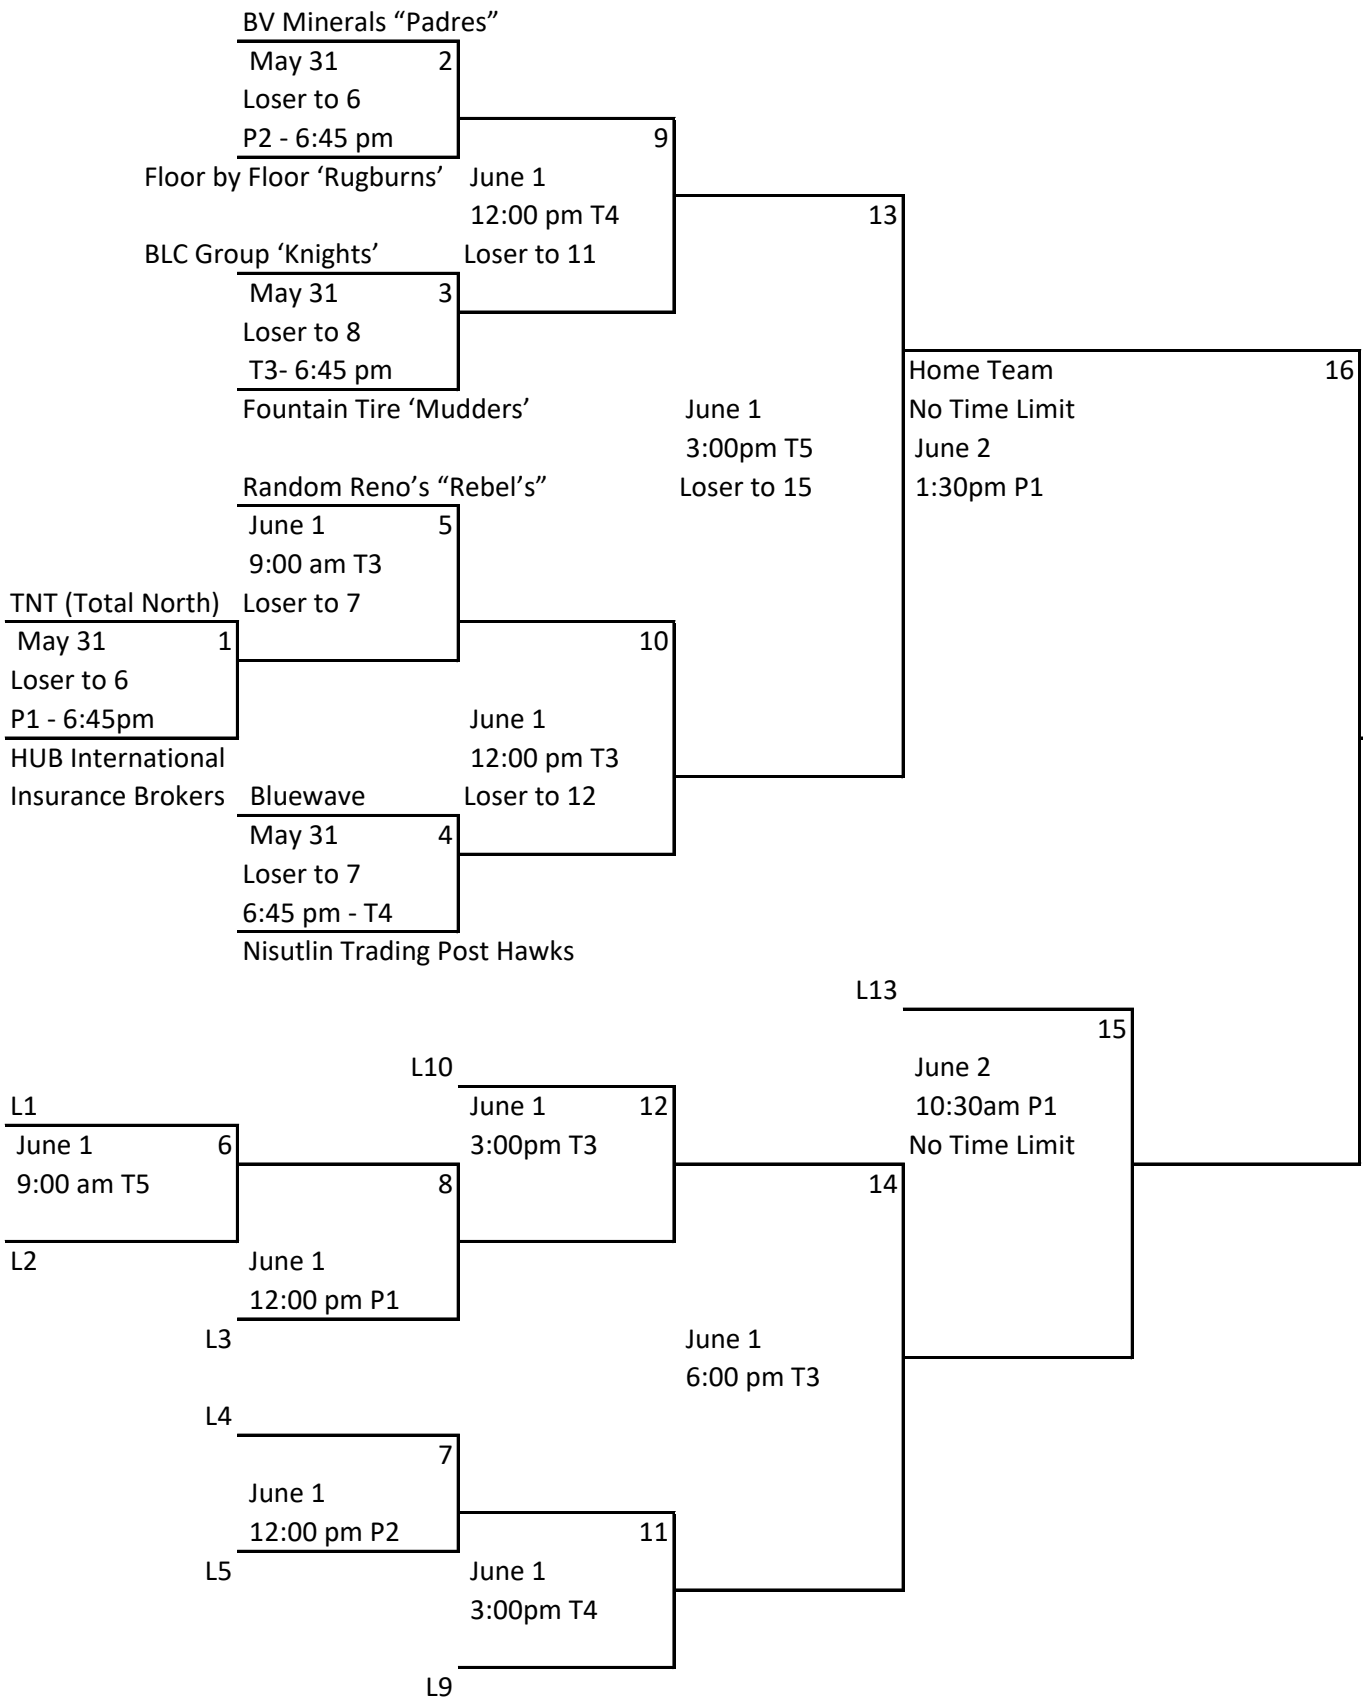 BV Minerals “Padres”
May 31 2
Loser to 6
P2 - 6:45 pm
9
Floor by Floor ‘Rugburns’
June 1
12:00 pm T4
13
BLC Group ‘Knights’
Loser to 11
May 31 3
Loser to 8
T3- 6:45 pm
Home Team 16
Fountain Tire ‘Mudders’
June 1
No Time Limit
3:00pm T5
June 2
Random Reno’s “Rebel’s”
Loser to 15
1:30pm P1
June 1 5
9:00 am T3
TNT (Total North)
Loser to 7
May 31 1
10
Loser to 6
P1 - 6:45pm
June 1
HUB International
12:00 pm T3
Insurance Brokers
Bluewave
Loser to 12
May 31 4
Loser to 7
6:45 pm - T4
Nisutlin Trading Post Hawks
L13
15
L10
June 2
L1
June 1 12
10:30am P1
June 1 6
3:00pm T3
No Time Limit
9:00 am T5
8
14
L2
June 1
12:00 pm P1
L3
June 1
6:00 pm T3
L4
7
June 1
12:00 pm P2
11
L5
June 1
3:00pm T4
L9